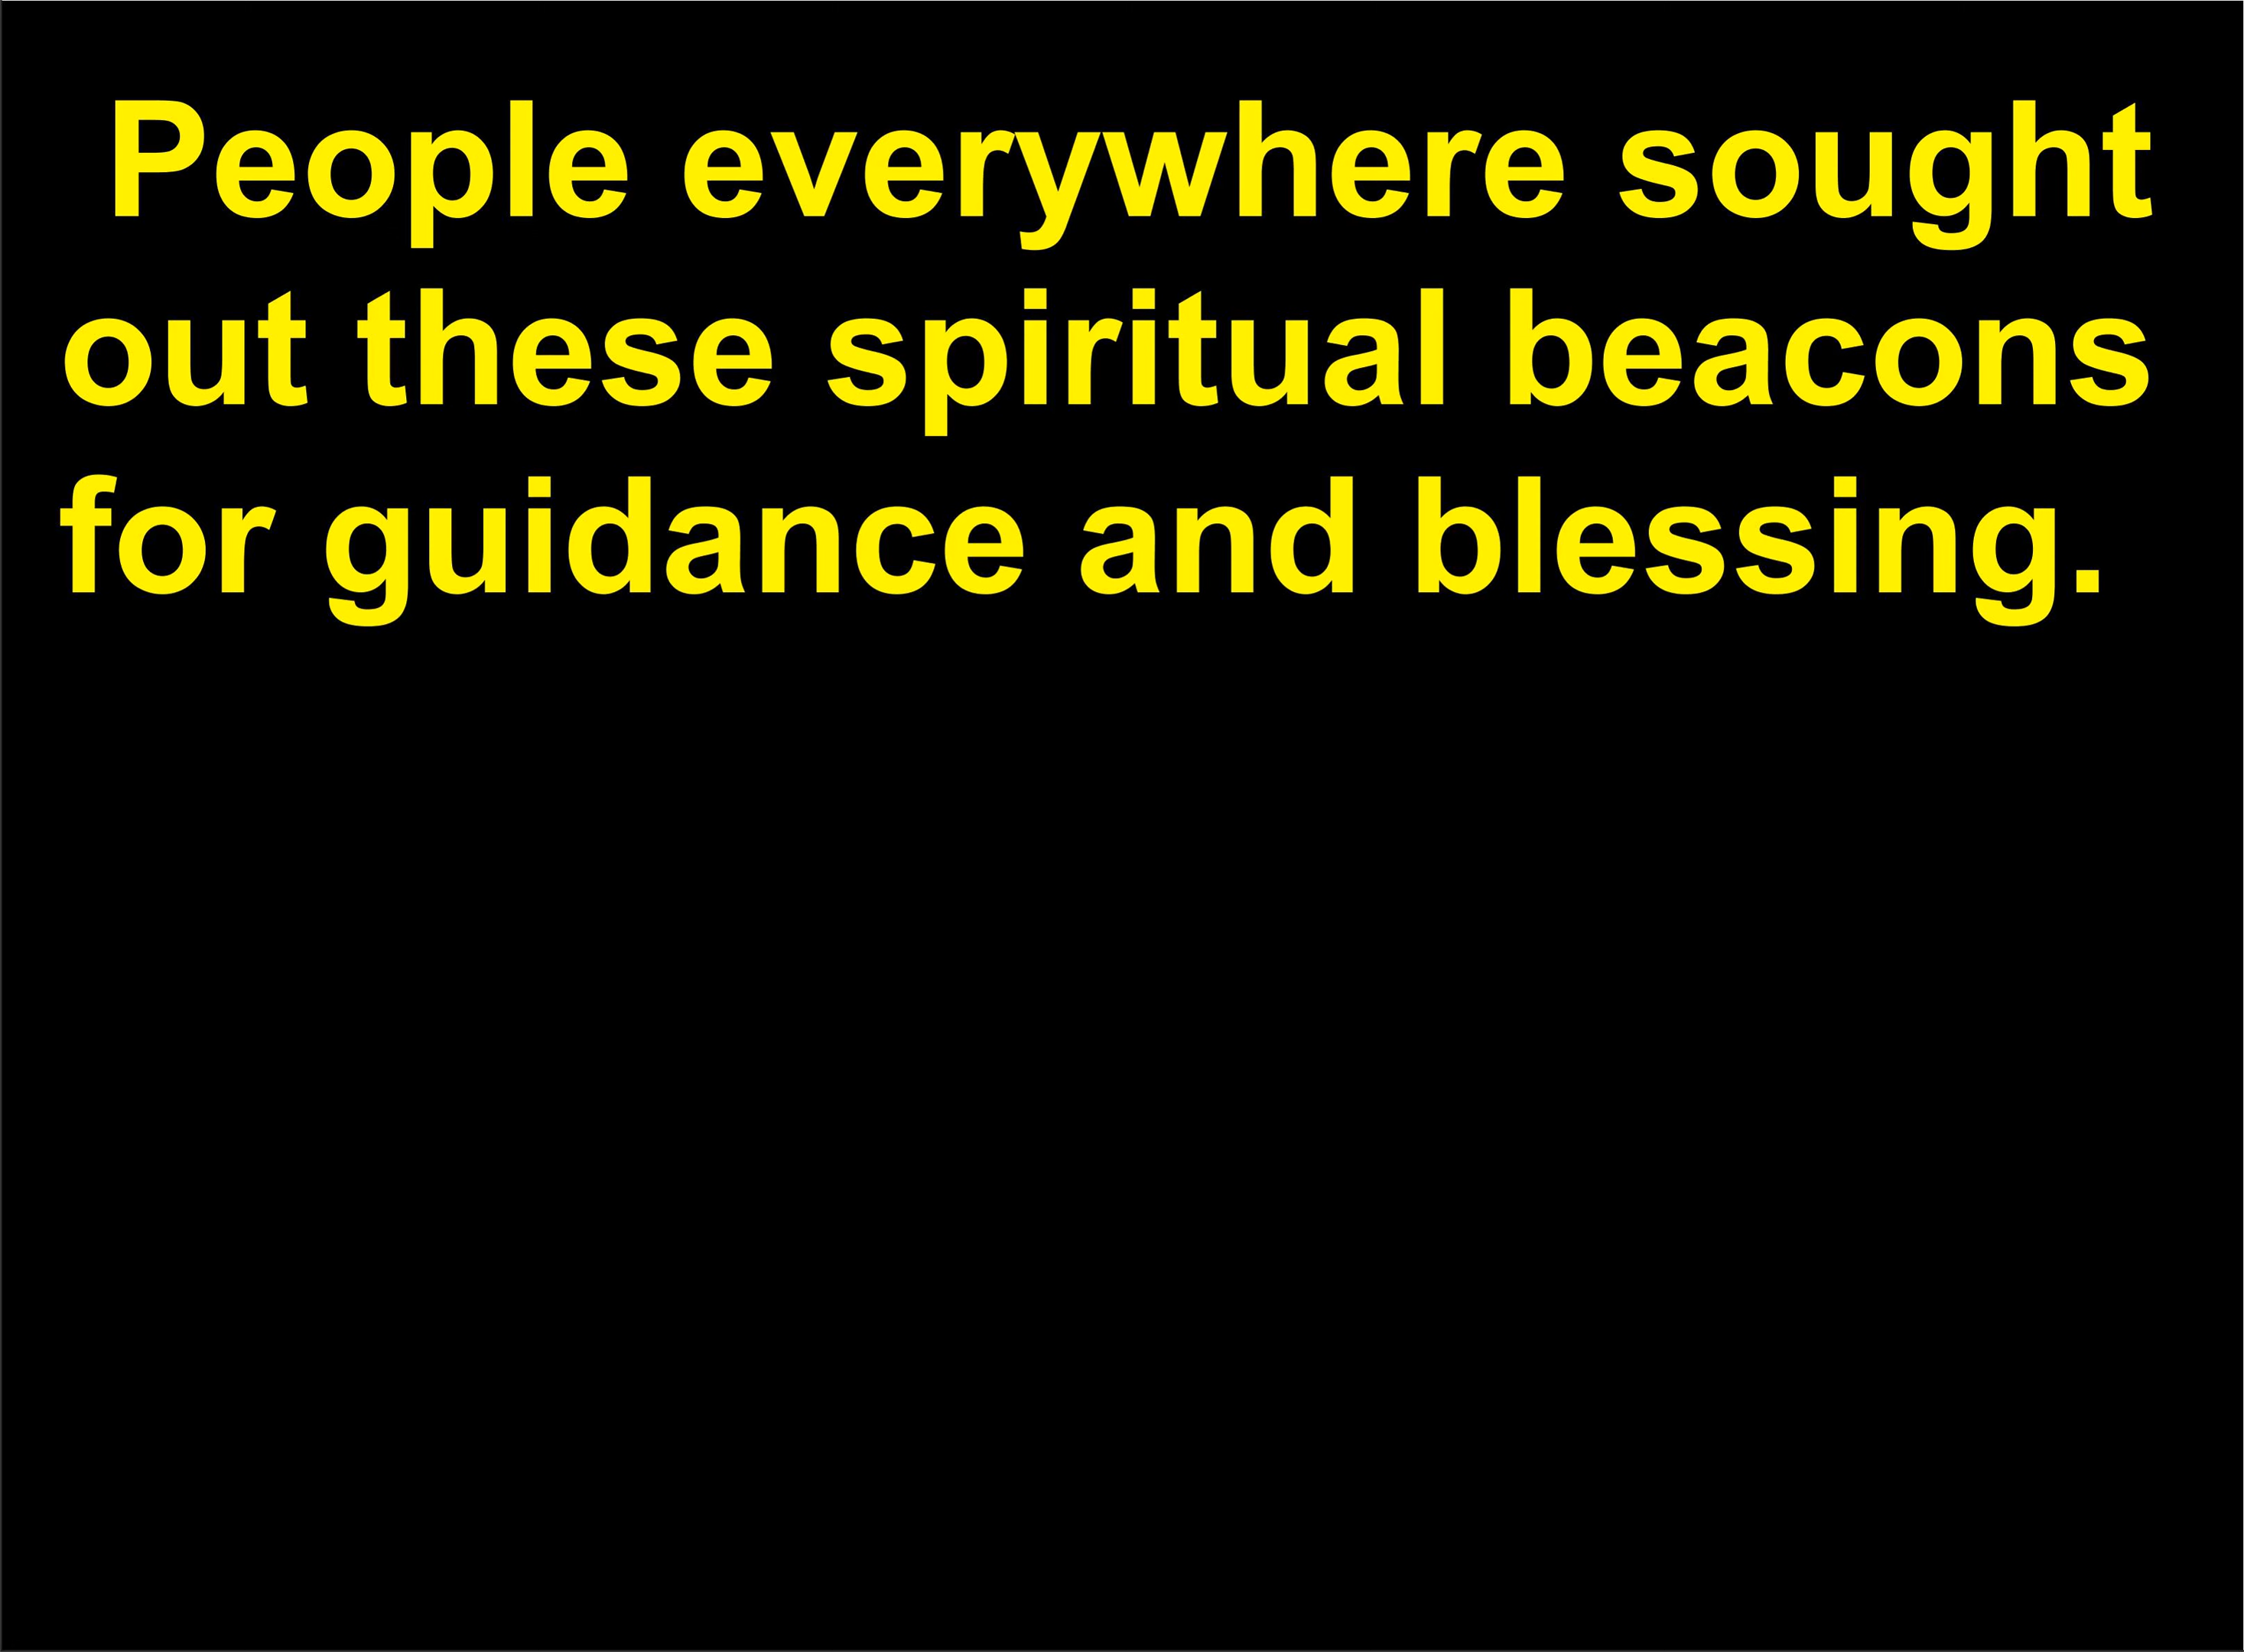 People everywhere sought
out these spiritual beacons
for guidance and blessing.